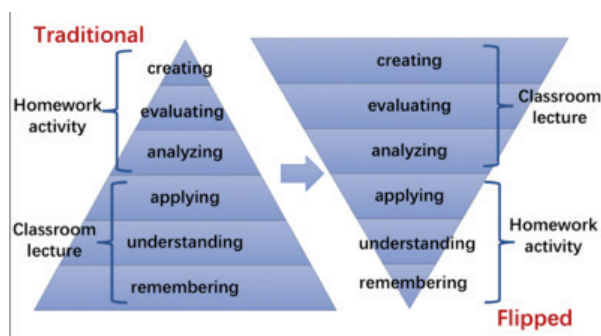 Traditional
Homework
activity
Classroom
lecture
creating
evaluating
analyzing
applying
understanding
remembering
creating
evaluating
analyzing
applying
understanding
remembering
Classroom
lecture
Homework
activity
Flipped